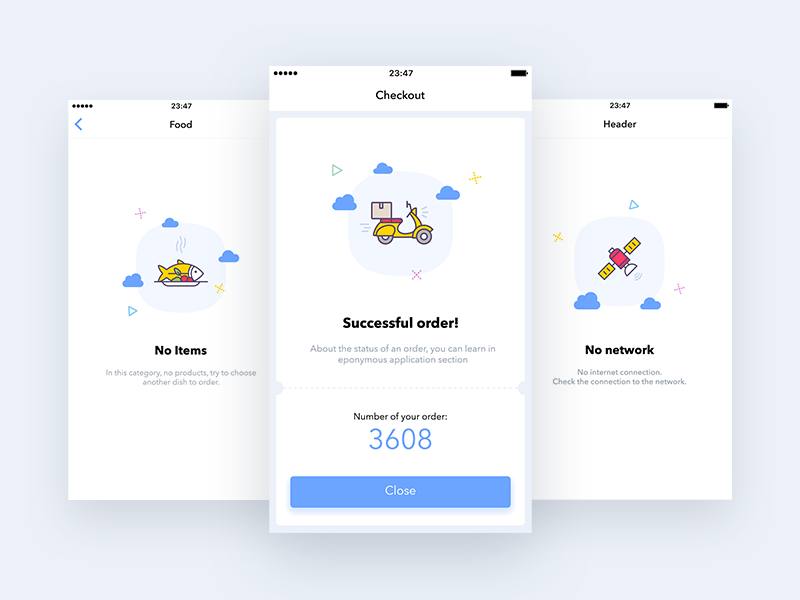 23:47
Food
No Items
In this category, no products, try to choose
another dish to order.
23:47
Checkout
Successful order!
About the status of an order, you can learn in
eponymous application section
Number of your order:
3608
Close
23:47
Header
No network
No internet connection.
Check the connection to the network.